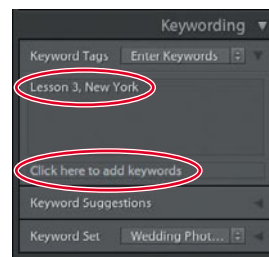 Keywording
Keyword Tags Enter Keywords
Lesson 3, New York
Click here to add keywords
Keyword Suggestions
Keyword Set Wedding Phot...